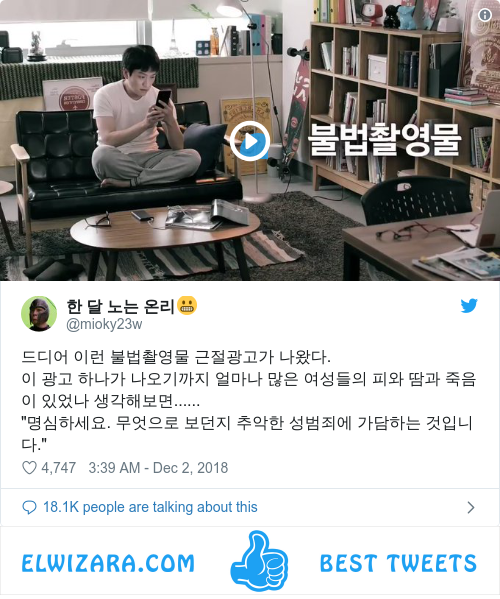 불법촬영물
한 달 노는 온리😬
@mioky23w
드디어 이런 불법촬영물 근절광고가 나왔다.
이 광고 하나가 나오기까지 얼마나 많은 여성들의 피와 땀과 죽음
이 있었나 생각해보면......
"명심하세요. 무엇으로 보던지 추악한 성범죄에 가담하는 것입니
다."
4,747 3:39 AM - Dec 2, 2018
18.1K people are talking about this
ELWIZARA.COM BEST TWEETS